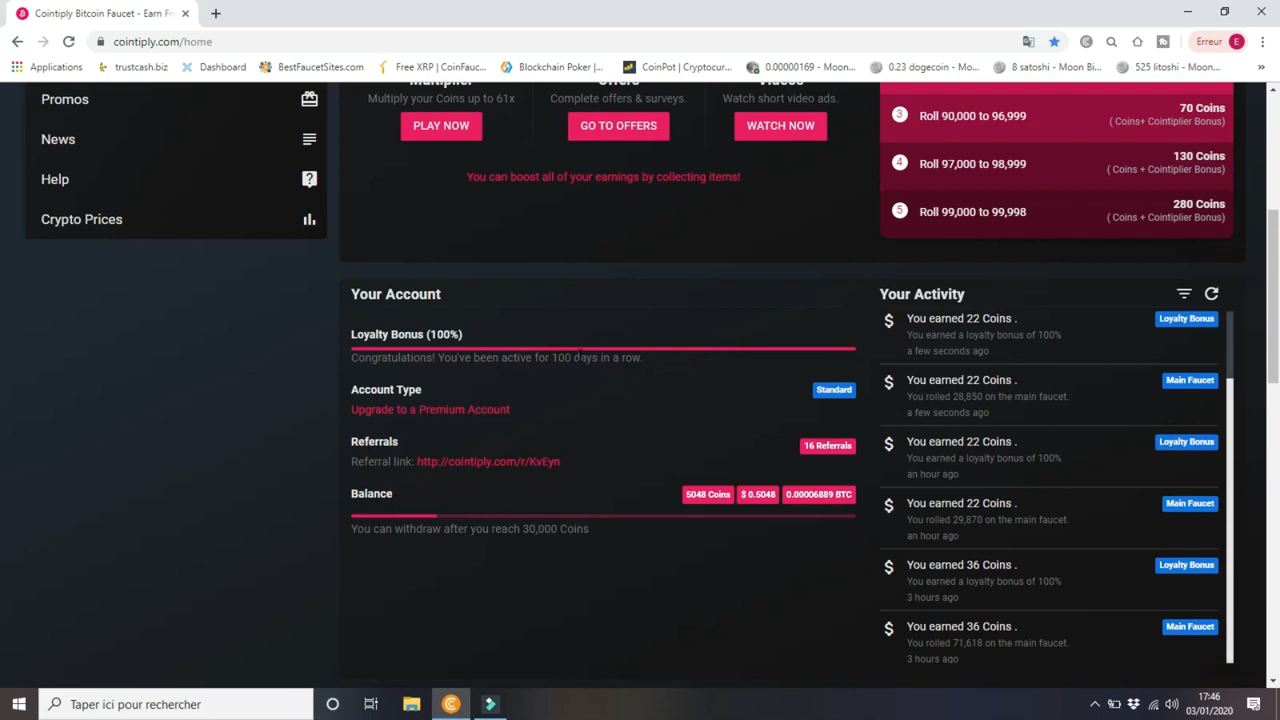 Cointiply Bitcoin Faucet - Earn Fr
cointiply.com/home
Erreur E
Applications trustcash.biz Dashboard BestFaucetSites.com Free XRP | CoinFauc... Blockchain Poker |... CoinPot | Cryptocur... 0.00000169 - Moon... 0.23 dogecoin - Mo... 8 satoshi - Moon Bi... 525 litoshi - Moon...
Promos
News
Help
Crypto Prices
Multiplier
Multiply your Coins up to 61x
PLAY NOW
Offers
Complete offers & surveys.
GO TO OFFERS
Videos
Watch short video ads.
WATCH NOW
You can boost all of your earnings by collecting items!
3 Roll 90,000 to 96,999 70 Coins
( Coins+ Cointiplier Bonus)
4 Roll 97,000 to 98,999 130 Coins
( Coins + Cointiplier Bonus)
5 Roll 99,000 to 99,998 280 Coins
( Coins + Cointiplier Bonus)
Your Account
Loyalty Bonus (100%)
Congratulations! You've been active for 100 days in a row.
Account Type Standard
Upgrade to a Premium Account
Referrals 16 Referrals
Referral link: http://cointiply.com/r/KvEyn
Balance 5048 Coins $ 0.5048 0.00006889 BTC
You can withdraw after you reach 30,000 Coins
Your Activity
$ You earned 22 Coins . Loyalty Bonus
You earned a loyalty bonus of 100%
a few seconds ago
$ You earned 22 Coins . Main Faucet
You rolled 28,850 on the main faucet.
a few seconds ago
$ You earned 22 Coins . Loyalty Bonus
You earned a loyalty bonus of 100%
an hour ago
$ You earned 22 Coins . Main Faucet
You rolled 29,870 on the main faucet.
an hour ago
$ You earned 36 Coins . Loyalty Bonus
You earned a loyalty bonus of 100%
3 hours ago
$ You earned 36 Coins . Main Faucet
You rolled 71,618 on the main faucet.
3 hours ago
Taper ici pour rechercher
17:46
03/01/2020